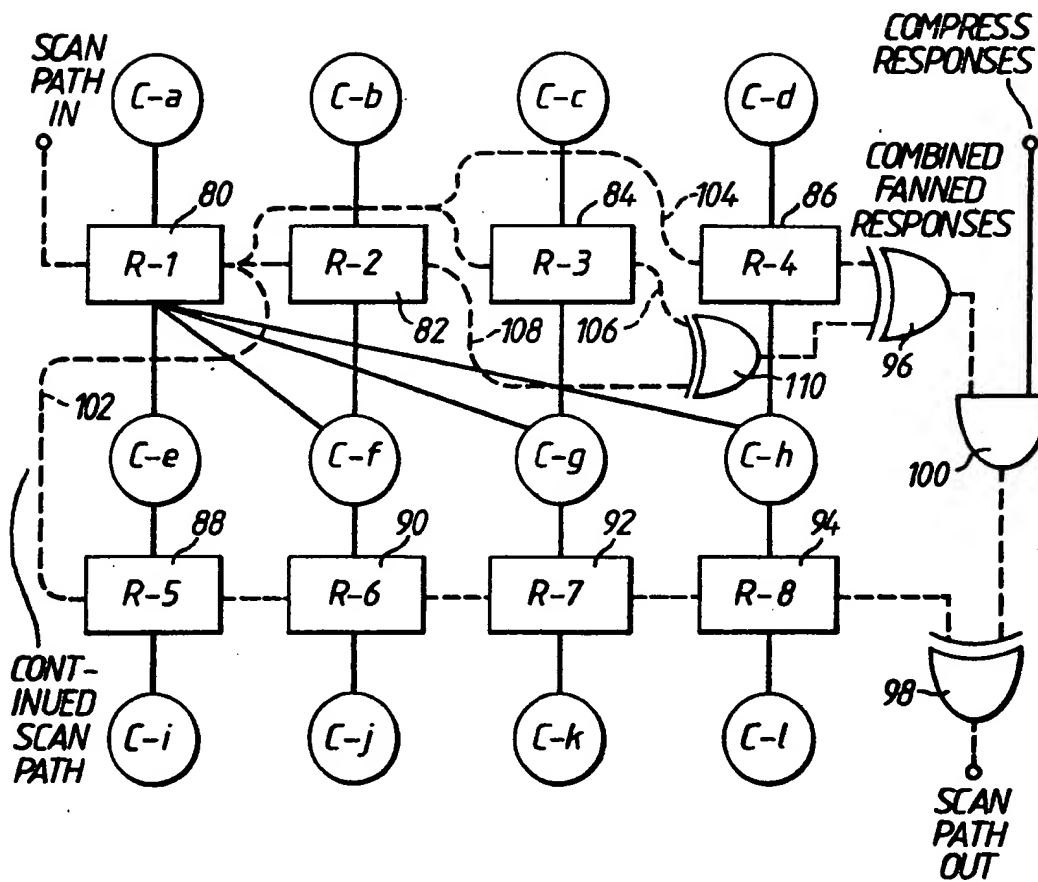 COMPRESS
RESPONSES
SCAN
PATH
IN
C-a
C-b
C-c
C-d
COMBINED
FANNED
RESPONSES
80
84
104
86
R-1
R-2
R-3
R-4
82
108
106
96
110
102
100
C-e
C-f
C-g
C-h
88
90
92
94
R-5
R-6
R-7
R-8
CONT-
INUED
SCAN
PATH
98
C-i
C-j
C-k
C-l
SCAN
PATH
OUT